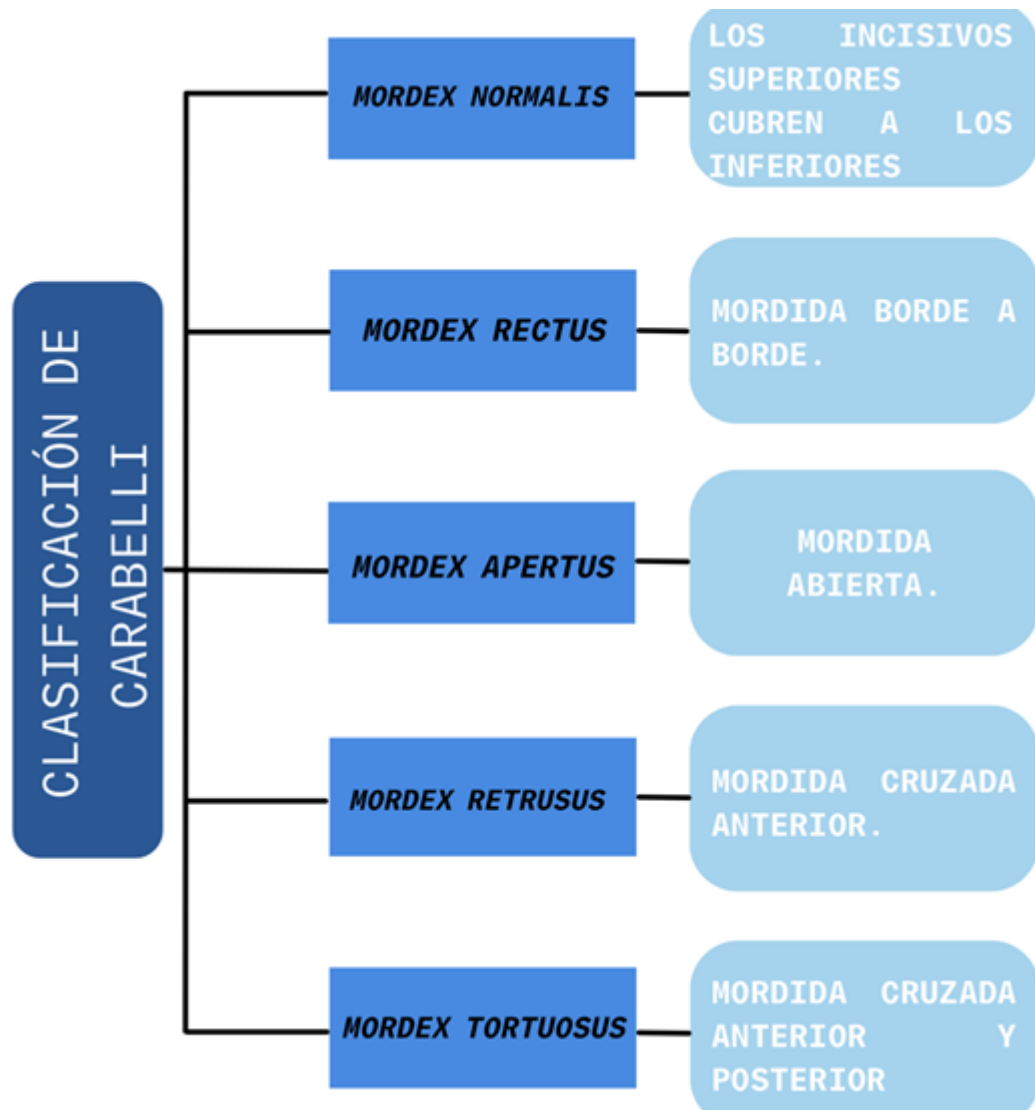 CLASIFICACIÓN DE
CARABELLI
MORDEX NORMALIS
LOS INCISIVOS
SUPERIORES
CUBREN A LOS
INFERIORES
MORDEX RECTUS
MORDIDA BORDE A
BORDE.
MORDEX APERTUS
MORDIDA
ABIERTA.
MORDEX RETRUSUS
MORDIDA CRUZADA
ANTERIOR.
MORDEX TORTUOSUS
MORDIDA CRUZADA
ANTERIOR Y
POSTERIOR